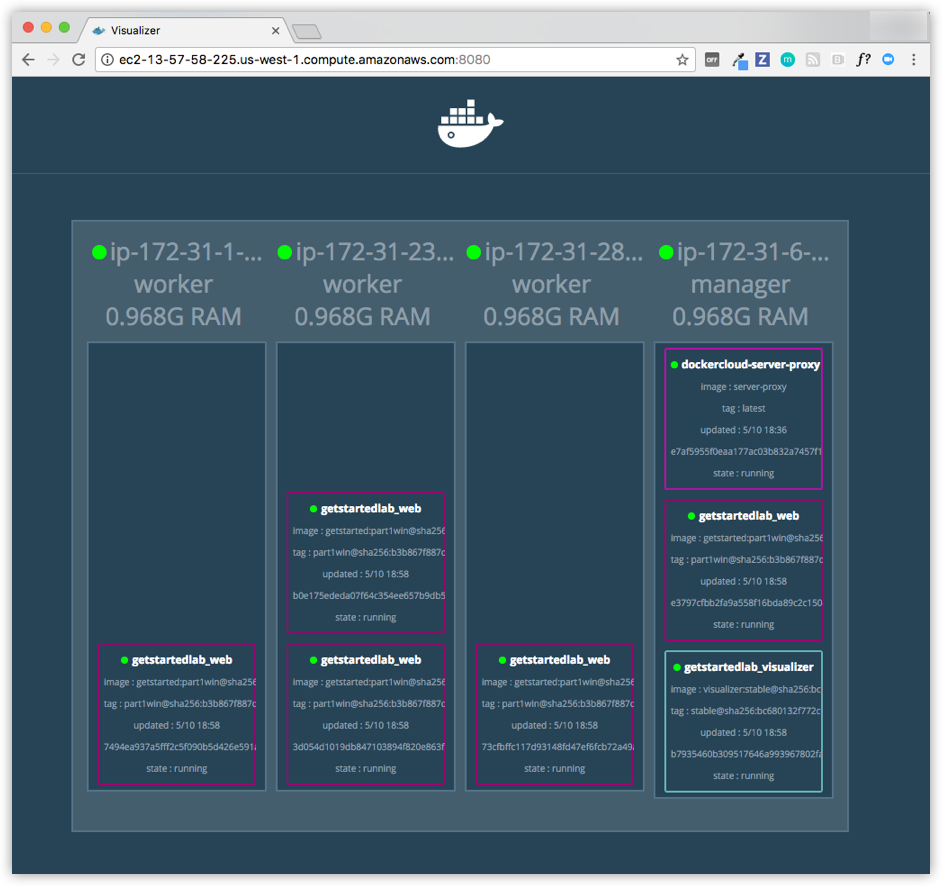 Visualizer
ec2-13-57-58-225.us-west-1.compute.amazonaws.com:8080
OFF
Z
m
B
f?
ip-172-31-1-...
worker
0.968G RAM
getstartedlab_web
image : getstarted:part1win@sha256
tag : part1win@sha256:b3b867f887c
updated : 5/10 18:58
7494ea937a5fff2c5f090b5d426e591a
state : running
ip-172-31-23...
worker
0.968G RAM
getstartedlab_web
image : getstarted:part1win@sha256
tag : part1win@sha256:b3b867f887c
updated : 5/10 18:58
b0e175ededa07f64c354ee657b9db5
state : running
getstartedlab_web
image : getstarted:part1win@sha256
tag : part1win@sha256:b3b867f887c
updated : 5/10 18:58
3d054d1019db847103894f820e863f
state : running
ip-172-31-28...
worker
0.968G RAM
getstartedlab_web
image : getstarted:part1win@sha256
tag : part1win@sha256:b3b867f887c
updated : 5/10 18:58
73cfbffc117d93148fd47ef6fcb72a49
state : running
ip-172-31-6-...
manager
0.968G RAM
dockercloud-server-proxy
image : server-proxy
tag : latest
updated : 5/10 18:36
e7af5955f0eaa177ac03b832a7457f1
state : running
getstartedlab_web
image : getstarted:part1win@sha256
tag : part1win@sha256:b3b867f887c
updated : 5/10 18:58
e3797cfbb2fa9a558f16bda89c2c150
state : running
getstartedlab_visualizer
image : visualizer:stable@sha256:bc
tag : stable@sha256:bc680132f772c
updated : 5/10 18:58
b7935460b309517646a993967802fa
state : running